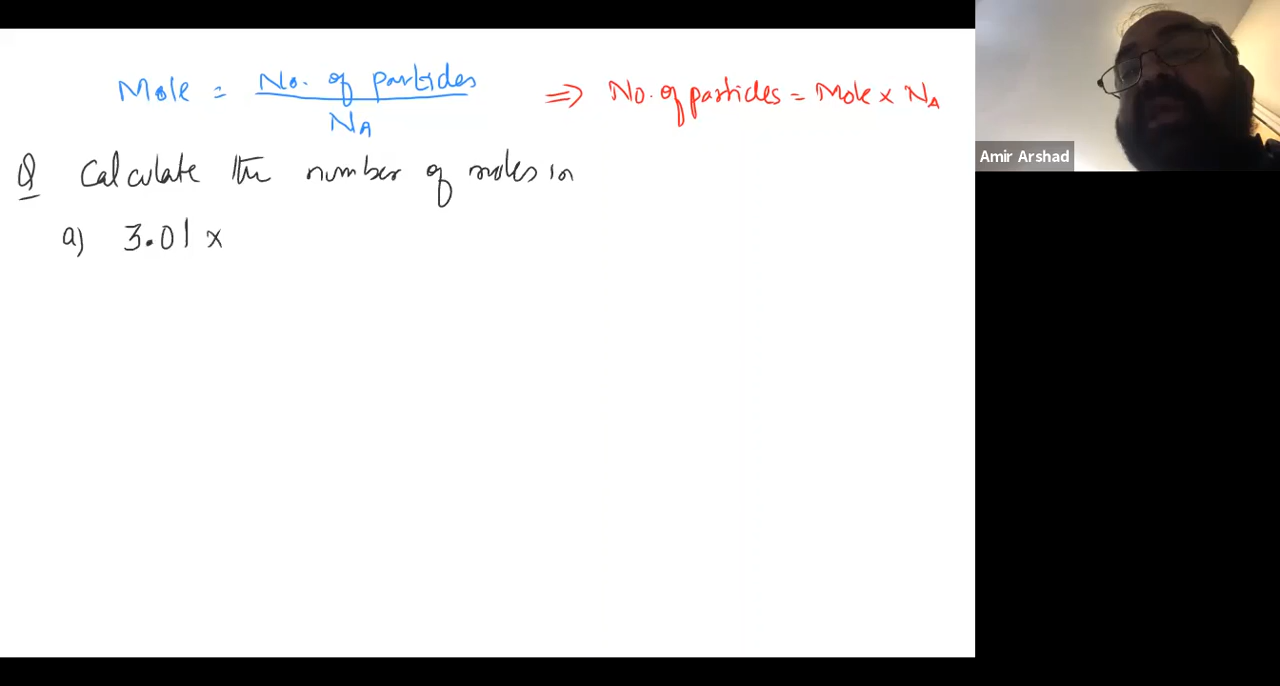 Mole = No. of particles / NA ⇒ No. of particles = Mole × NA
Q Calculate the number of moles in
a) 3.01 ×
Amir Arshad